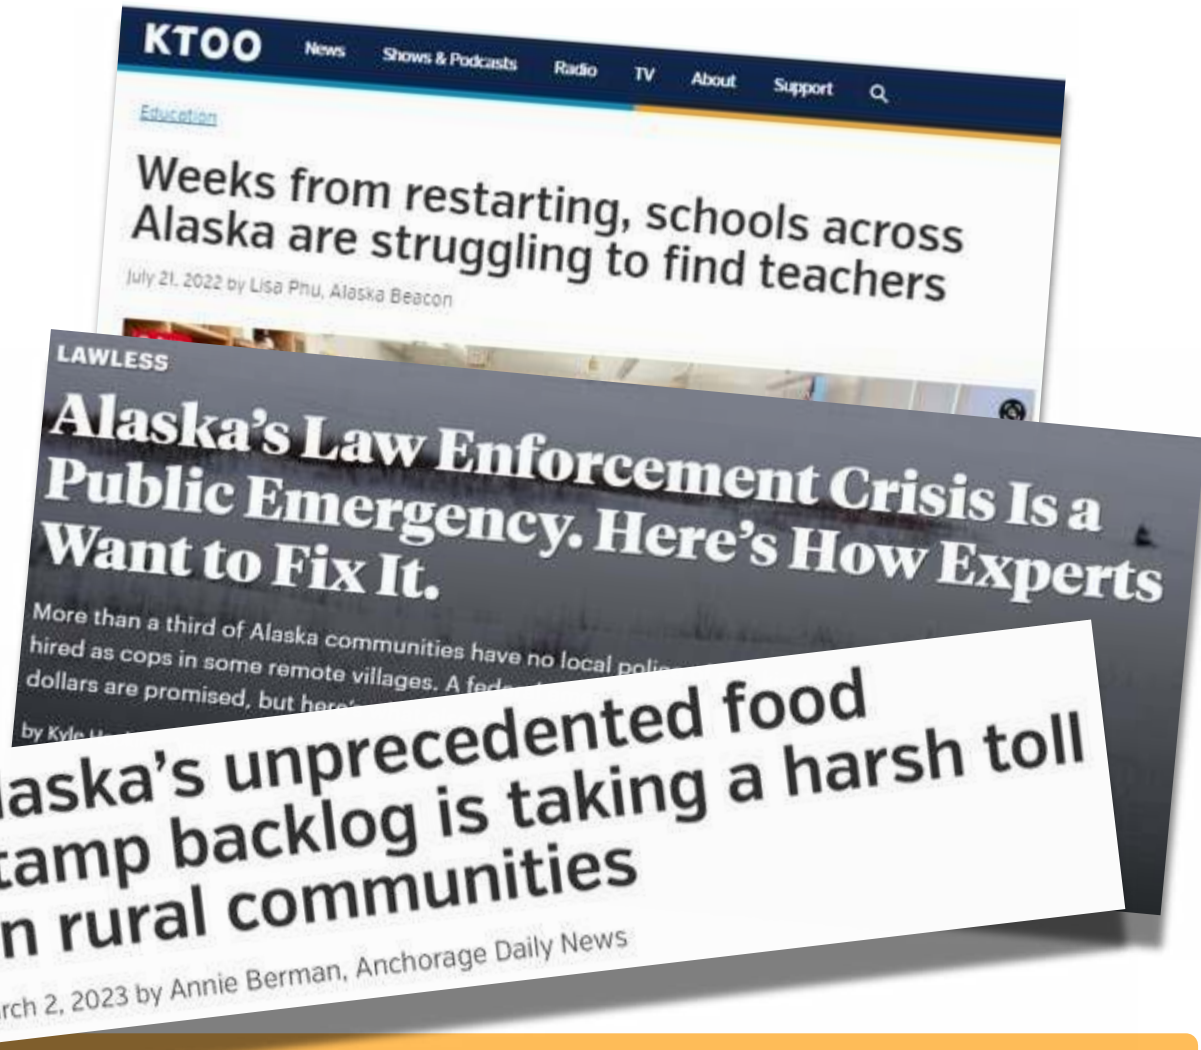 KTOO News Shows & Podcasts Radio TV About Support
Education
Weeks from restarting, schools across
Alaska are struggling to find teachers
July 21, 2022 by Lisa Phu, Alaska Beacon
LAWLESS
Alaska's Law Enforcement Crisis Is a
Public Emergency. Here's How Experts
Want to Fix It.
More than a third of Alaska communities have no local
hired as cops in some remote villages. A
dollars are promised, but
by Kyle
laska's unprecedented food
tamp backlog is taking a harsh toll
n rural communities
rch 2, 2023 by Annie Berman, Anchorage Daily News